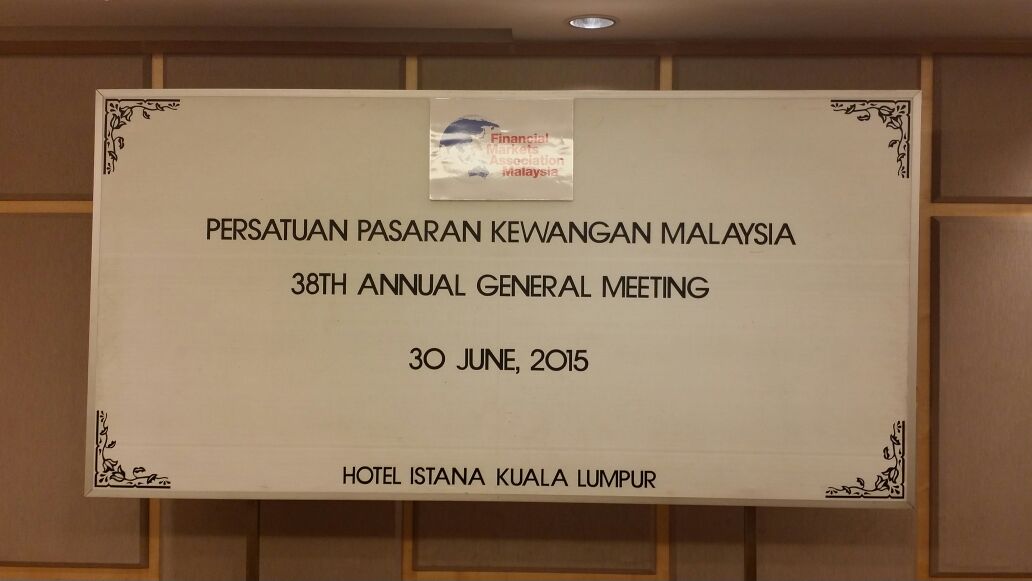 Financial
Markets
Association
Malaysia
PERSATUAN PASARAN KEWANGAN MALAYSIA
38TH ANNUAL GENERAL MEETING
30 JUNE, 2015
HOTEL ISTANA KUALA LUMPUR